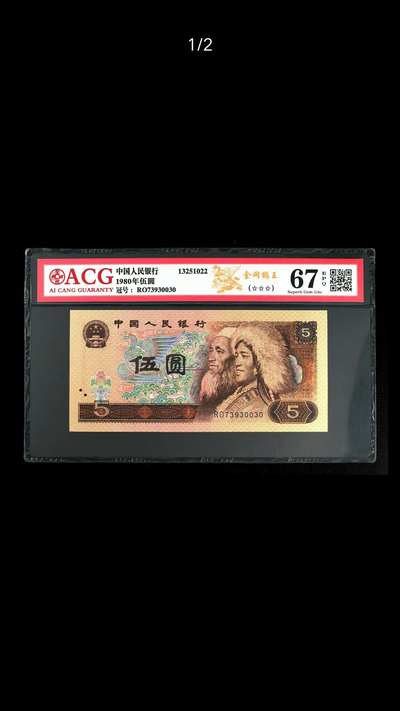 1/2
ACG
AI CANG GUARANTY
中国人民银行
1980年伍圆
冠号: RO73930030
13251022
金网猴王
(☆☆☆)
67 EPQ
Superb Gem Unc
中国人民银行
5
伍圆
RO73930030
5
5